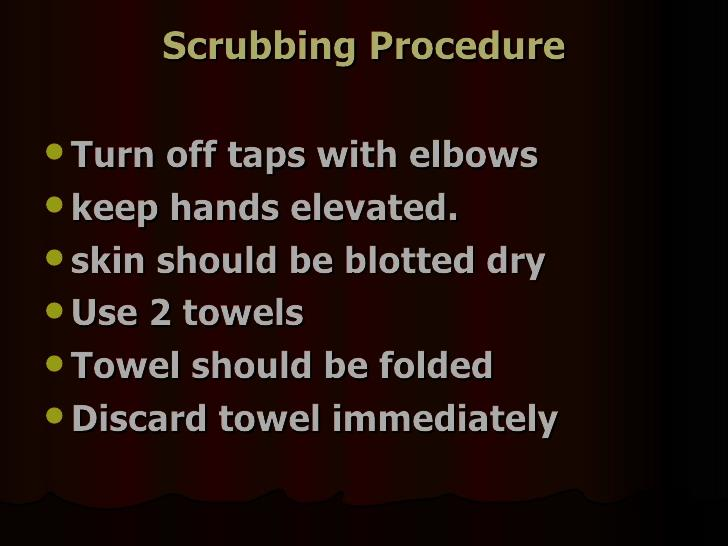 Scrubbing Procedure
Turn off taps with elbows
keep hands elevated.
skin should be blotted dry
Use 2 towels
Towel should be folded
Discard towel immediately